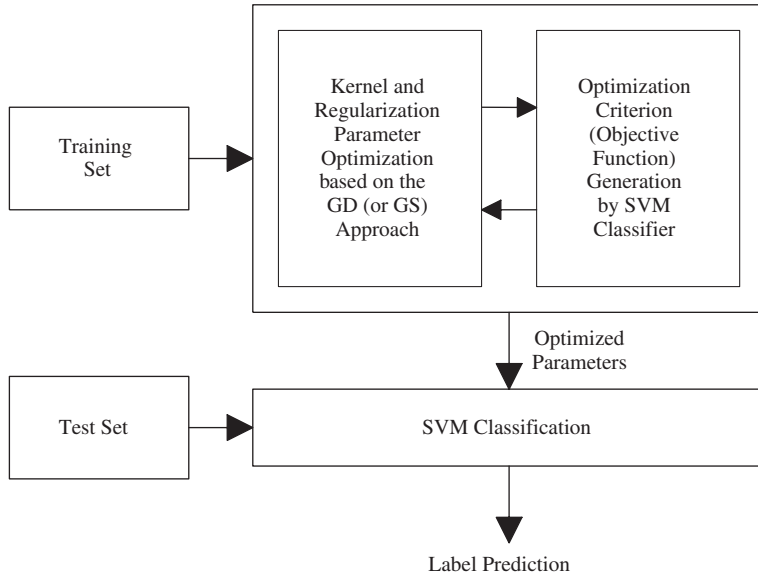 Training
Set
Kernel and
Regularization
Parameter
Optimization
based on the
GD (or GS)
Approach
Optimization
Criterion
(Objective
Function)
Generation
by SVM
Classifier
Optimized
Parameters
Test Set
SVM Classification
Label Prediction